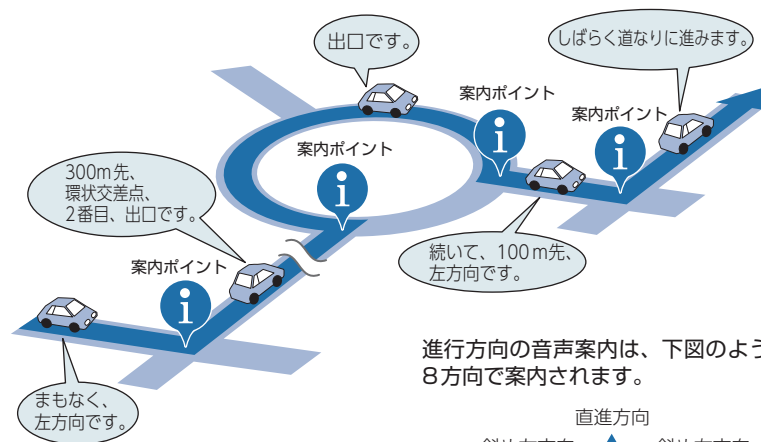 出口です。
しばらく道なりに進みます。
案内ポイント
案内ポイント
案内ポイント
300m先、
環状交差点、
2番目、出口です。
続いて、100m先、
左方向です。
案内ポイント
まもなく、
左方向です。
進行方向の音声案内は、下図のよう
8方向で案内されます。
直進方向